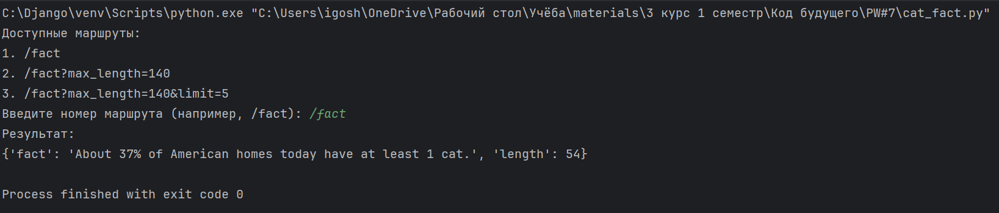 C:\Django\venv\Scripts\python.exe "C:\Users\igosh\OneDrive\Рабочий стол\Учёба\materials\3 курс 1 семестр\Код будущего\PW#7\cat_fact.py"
Доступные маршруты:
1. /fact
2. /fact?max_length=140
3. /fact?max_length=140&limit=5
Введите номер маршрута (например, /fact): /fact
Результат:
{'fact': 'About 37% of American homes today have at least 1 cat.', 'length': 54}
Process finished with exit code 0